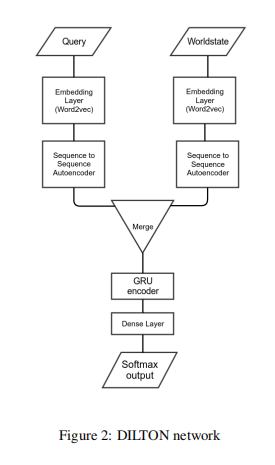 Query
Worldstate
Embedding
Layer
(Word2vec)
Embedding
Layer
(Word2vec)
Sequence to
Sequence
Autoencoder
Sequence to
Sequence
Autoencoder
Merge
GRU
encoder
Dense Layer
Softmax
output
Figure 2: DILTON network